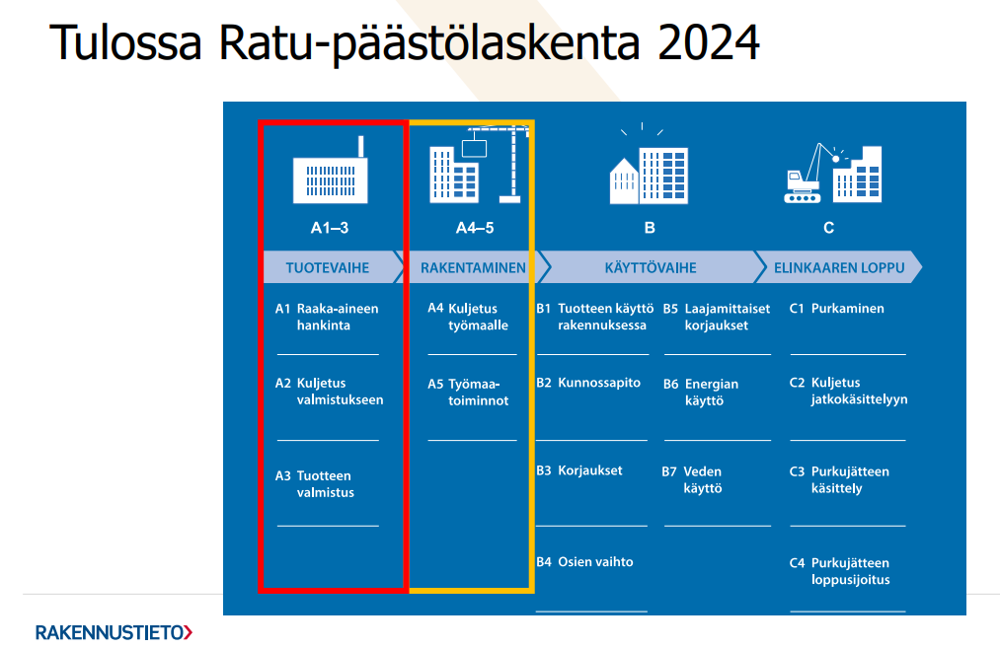 Tulossa Ratu-päästölaskenta 2024
A1–3
A4–5
B
C
TUOTEVAIHE
RAKENTAMINEN
KÄYTTÖVAIHE
ELINKAAREN LOPPU
A1 Raaka-aineen
hankinta
A2 Kuljetus
valmistukseen
A3 Tuotteen
valmistus
A4 Kuljetus
työmaalle
A5 Työmaa-
toiminnot
B1 Tuotteen käyttö
rakennuksessa
B2 Kunnossapito
B3 Korjaukset
B4 Osien vaihto
B5 Laajamittaiset
korjaukset
B6 Energian
käyttö
B7 Veden
käyttö
C1 Purkaminen
C2 Kuljetus
jatkokäsittelyyn
C3 Purkujätteen
käsittely
C4 Purkujätteen
loppusijoitus
RAKENNUSTIETO